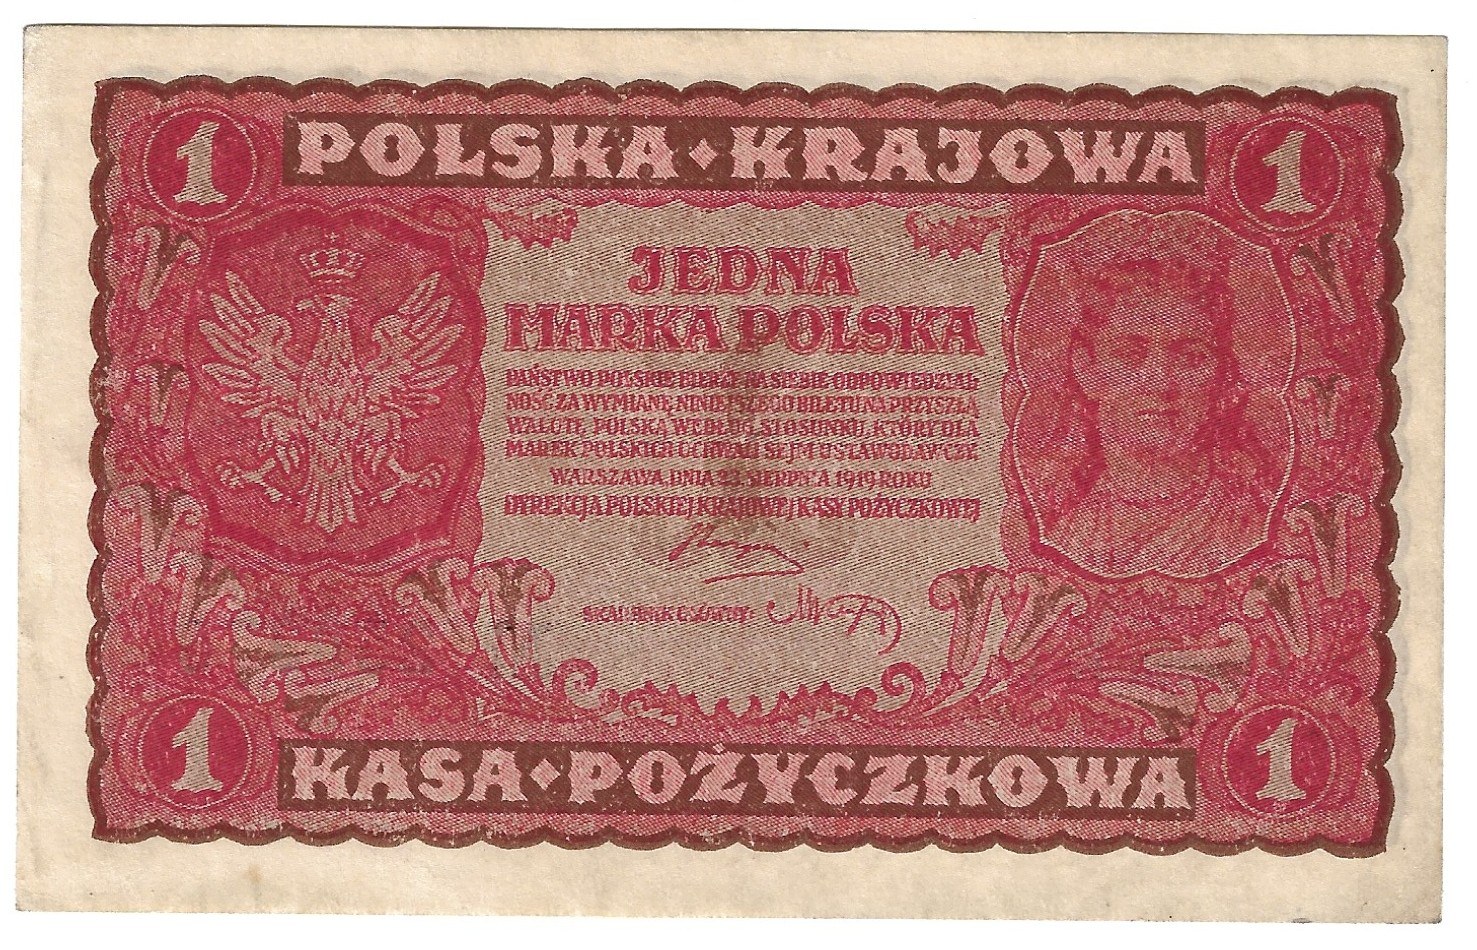 1 POLSKA • KRAJOWA 1
JEDNA
MARKA POLSKA
PAŃSTWO POLSKIE BIERZE NA SIEBIE ODPOWIEDZIAL-
NOŚĆ ZA WYMIANĘ NINIEJSZEGO BILETU NA PRZYSZŁĄ
WALUTĘ POLSKĄ WEDŁUG STOSUNKU, KTÓRY DLA
MAREK POLSKICH UCHWALI SEJM USTAWODAWCZY.
WARSZAWA, DNIA 23. SIERPNIA 1919 ROKU
DYREKCJA POLSKIEJ KRAJOWEJ KASY POŻYCZKOWEJ
SKARBNIK GŁÓWNY:
1 KASA • POŻYCZKOWA 1